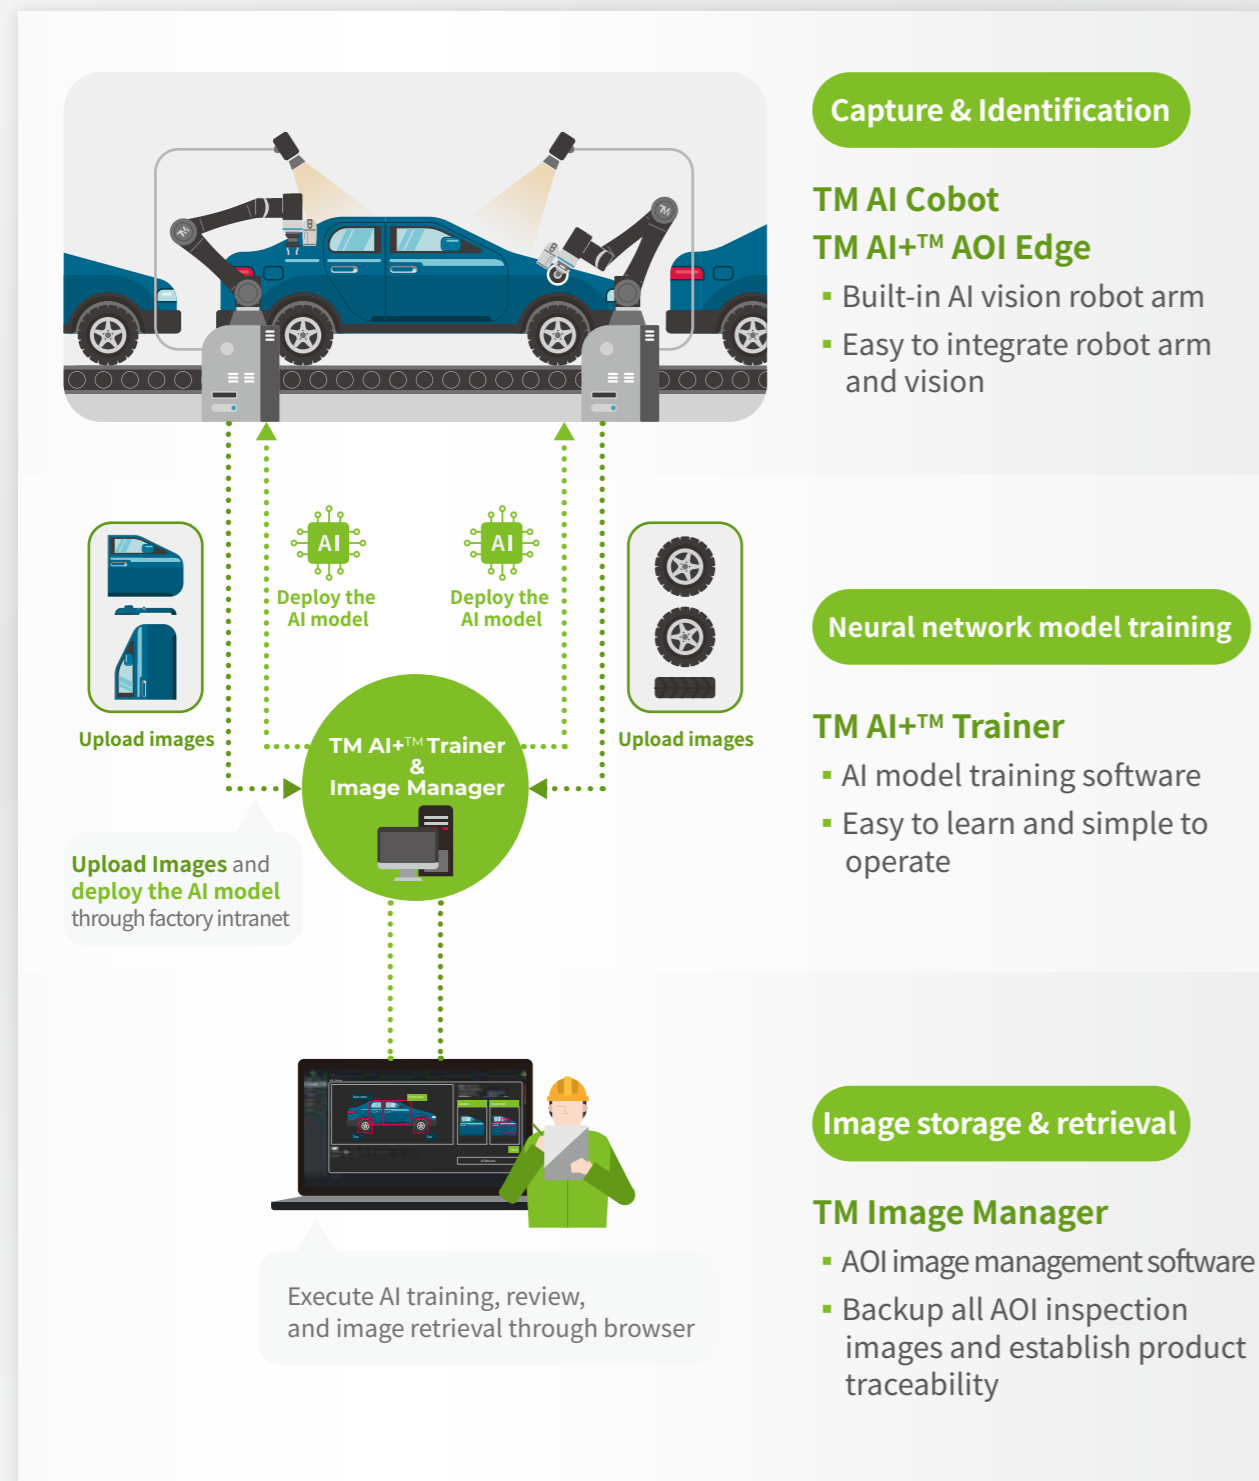 Capture & Identification
TM AI Cobot
TM AI+™ AOI Edge
▪ Built-in AI vision robot arm
▪ Easy to integrate robot arm
and vision
TM
TM
AI
AI
Deploy the
AI model
Deploy the
AI model
Upload images
Upload images
TM AI+™ Trainer
&
Image Manager
Upload Images and
deploy the AI model
through factory intranet
Neural network model training
TM AI+™ Trainer
▪ AI model training software
▪ Easy to learn and simple to
operate
Execute AI training, review,
and image retrieval through browser
Image storage & retrieval
TM Image Manager
▪ AOI image management software
▪ Backup all AOI inspection
images and establish product
traceability